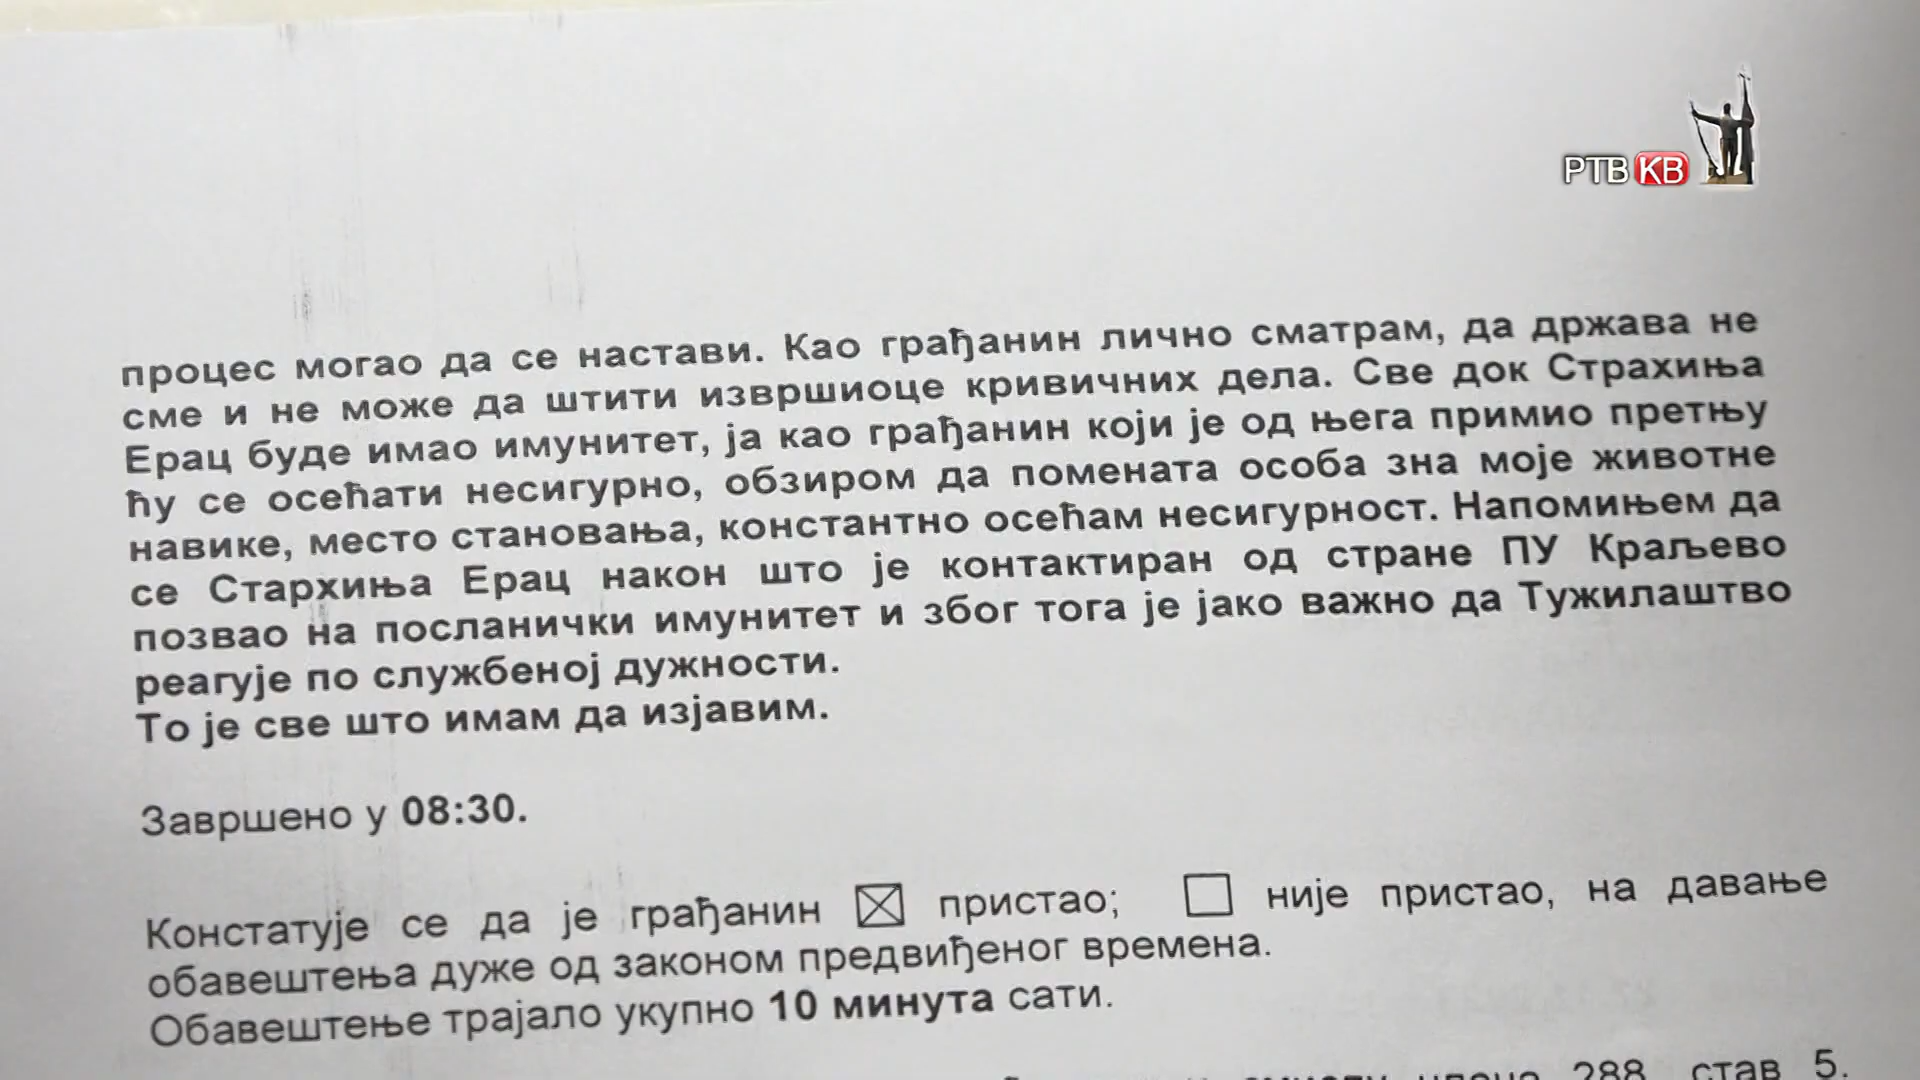 РТВ КВ
процес могао да се настави. Као грађанин лично сматрам, да држава не
сме и не може да штити извршиоце кривичних дела. Све док Страхиња
Ерац буде имао имунитет, ја као грађанин који је од њега примио претњу
ћу се осећати несигурно, обзиром да помената особа зна моје животне
навике, место становања, константно осећам несигурност. Напомињем да
се Стархиња Ерац након што је контактиран од стране ПУ Краљево
позвао на посланички имунитет и због тога је јако важно да Тужилаштво
реагује по службеној дужности.
То је све што имам да изјавим.
Завршено у 08:30.
Констатује се да је грађанин ☒ пристао; ☐ није пристао, на давање
обавештења дуже од законом предвиђеног времена.
Обавештење трајало укупно 10 минута сати.
288 став 5.